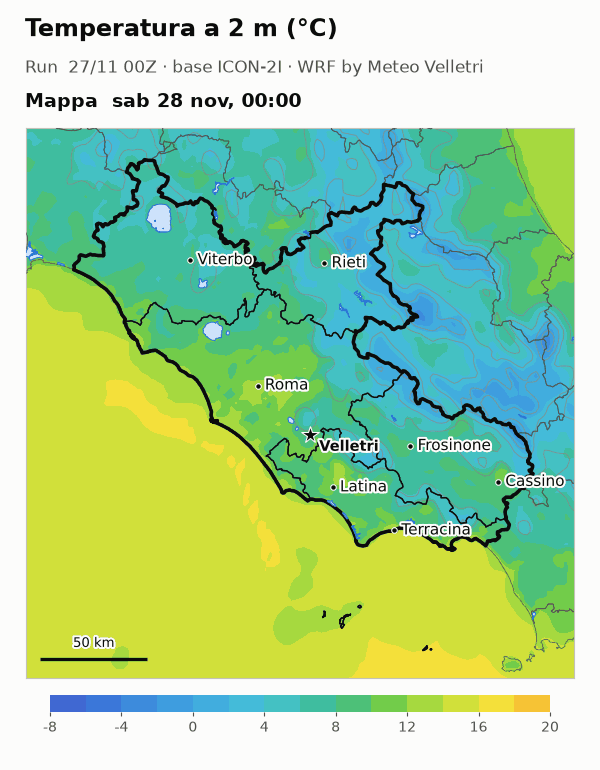 Temperatura a 2 m (°C)
Run  27/11 00Z · base ICON-2I · WRF by Meteo Velletri
Mappa  sab 28 nov, 00:00
Viterbo
Rieti
Roma
Velletri
Frosinone
Cassino
Latina
Terracina
50 km
-8 -4 0 4 8 12 16 20